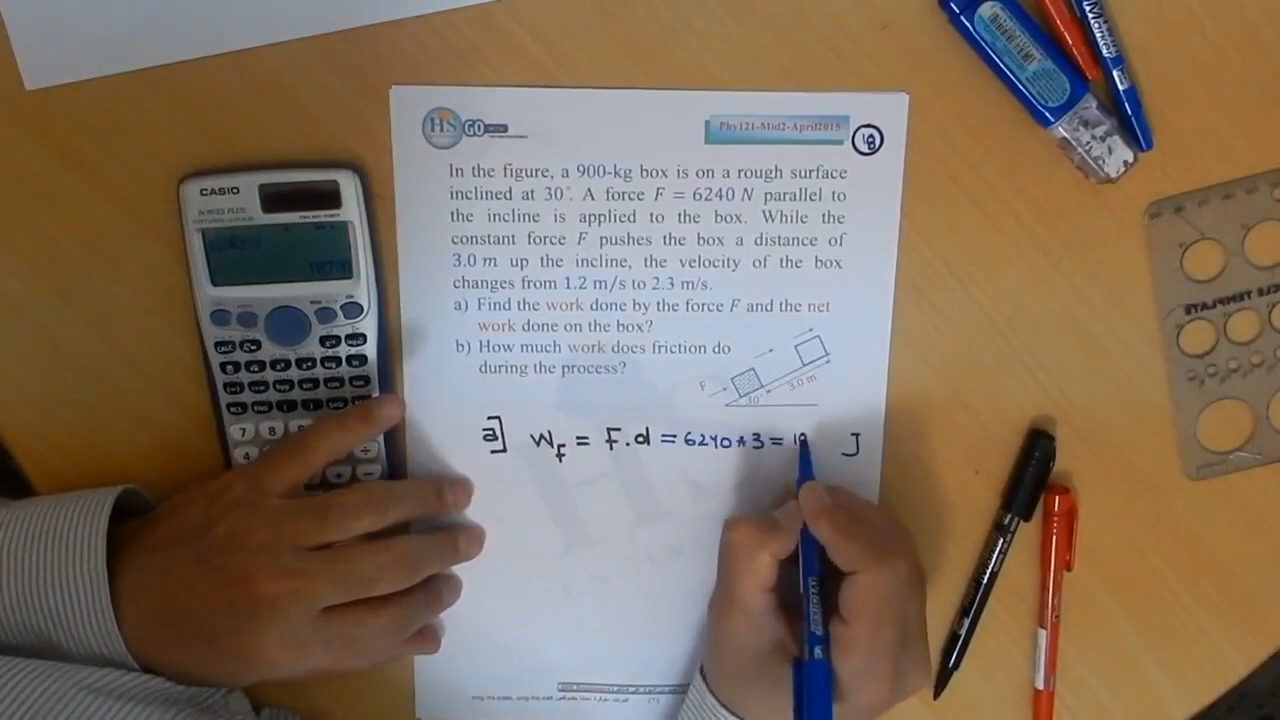 HS GO
Phy121-Mid2-April2015
18
In the figure, a 900-kg box is on a rough surface
inclined at 30°. A force F = 6240 N parallel to
the incline is applied to the box. While the
constant force F pushes the box a distance of
3.0 m up the incline, the velocity of the box
changes from 1.2 m/s to 2.3 m/s.
a) Find the work done by the force F and the net
work done on the box?
b) How much work does friction do
during the process?
F
30°
3.0 m
a] W_F = F.d = 6240*3 = 18 J
CASIO
CIRCLE TEMPLATE
Marker